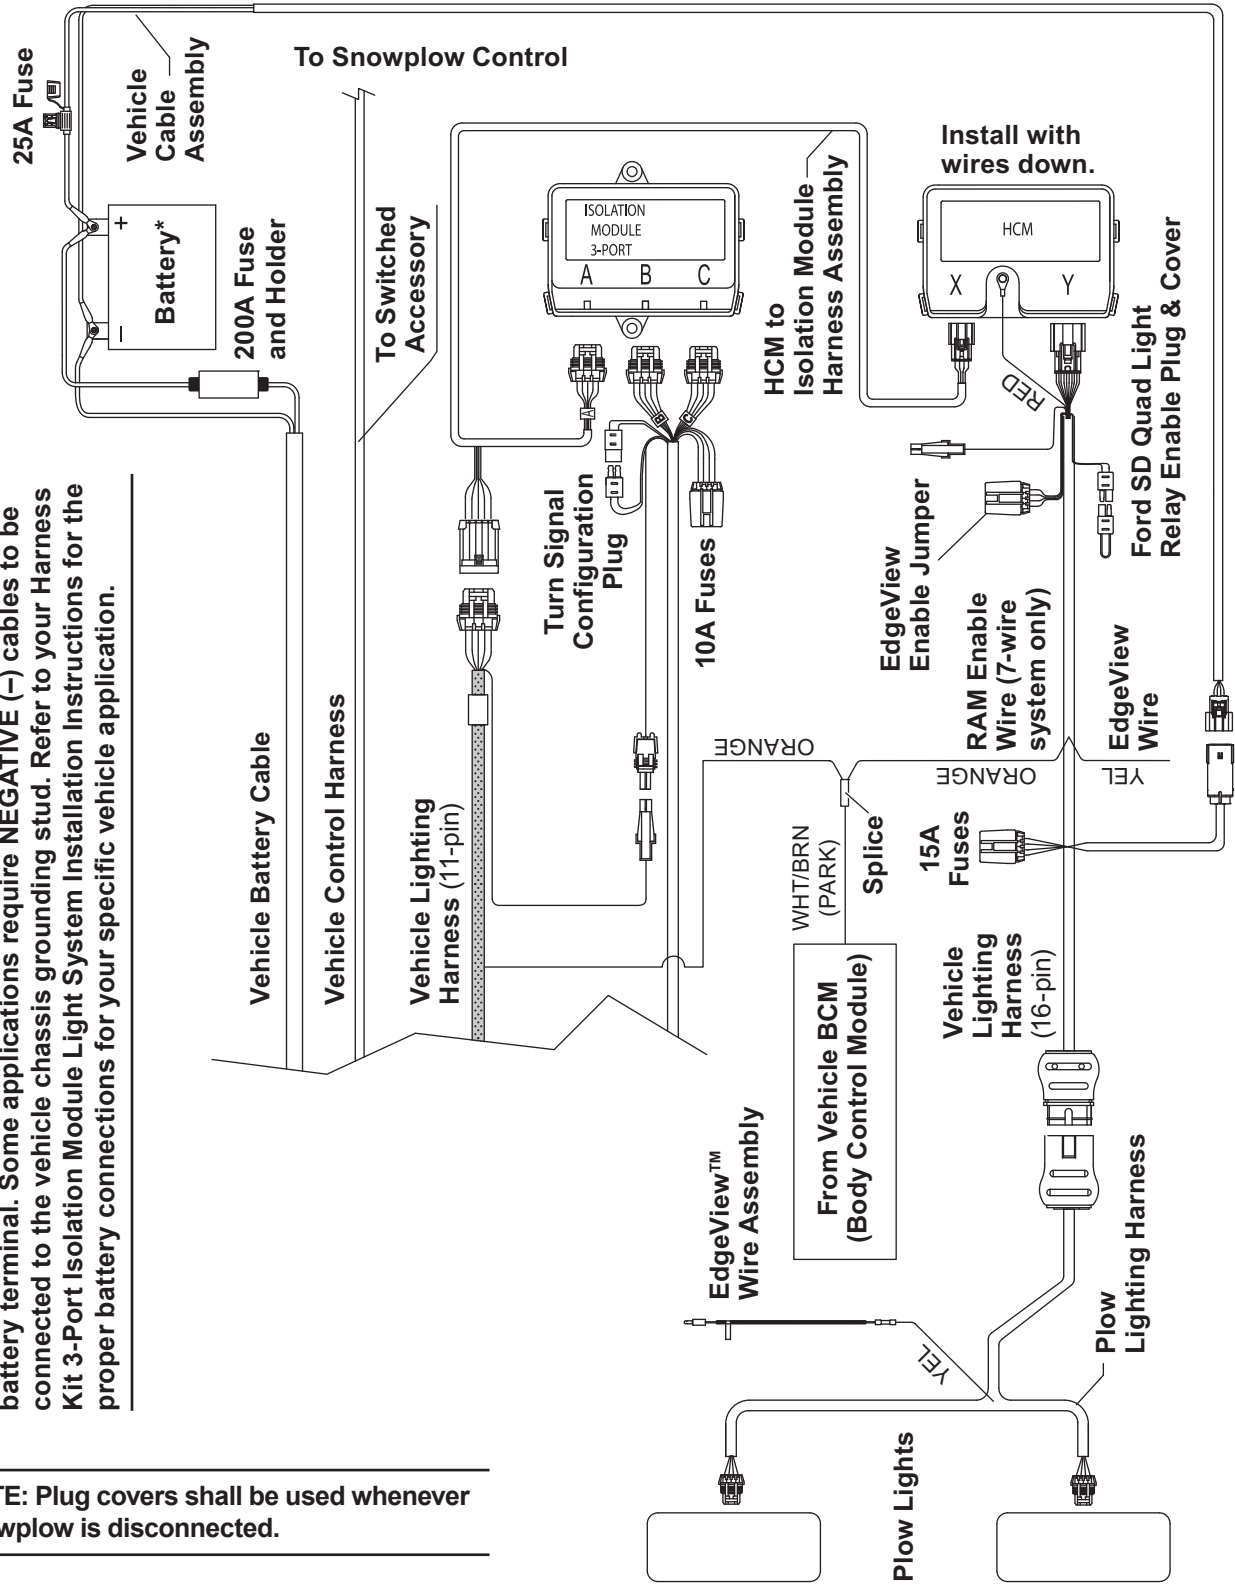 battery terminal. Some applications require NEGATIVE (–) cables to be
connected to the vehicle chassis grounding stud. Refer to your Harness
Kit 3-Port Isolation Module Light System Installation Instructions for the
proper battery connections for your specific vehicle application.
TE: Plug covers shall be used whenever
wplow is disconnected.
25A Fuse
Vehicle
Cable
Assembly
To Snowplow Control
+
–
Battery*
200A Fuse
and Holder
To Switched
Accessory
ISOLATION
MODULE
3-PORT
A B C
A
B
C
HCM to
Isolation Module
Harness Assembly
Install with
wires down.
HCM
X Y
RED
Ford SD Quad Light
Relay Enable Plug & Cover
Turn Signal
Configuration
Plug
10A Fuses
EdgeView
Enable Jumper
RAM Enable
Wire (7-wire
system only)
EdgeView
Wire
Vehicle Battery Cable
Vehicle Control Harness
Vehicle Lighting
Harness (11-pin)
ORANGE
ORANGE
YEL
Splice
WHT/BRN
(PARK)
15A
Fuses
From Vehicle BCM
(Body Control Module)
Vehicle
Lighting
Harness
(16-pin)
EdgeView™
Wire Assembly
YEL
Plow
Lighting Harness
Plow Lights